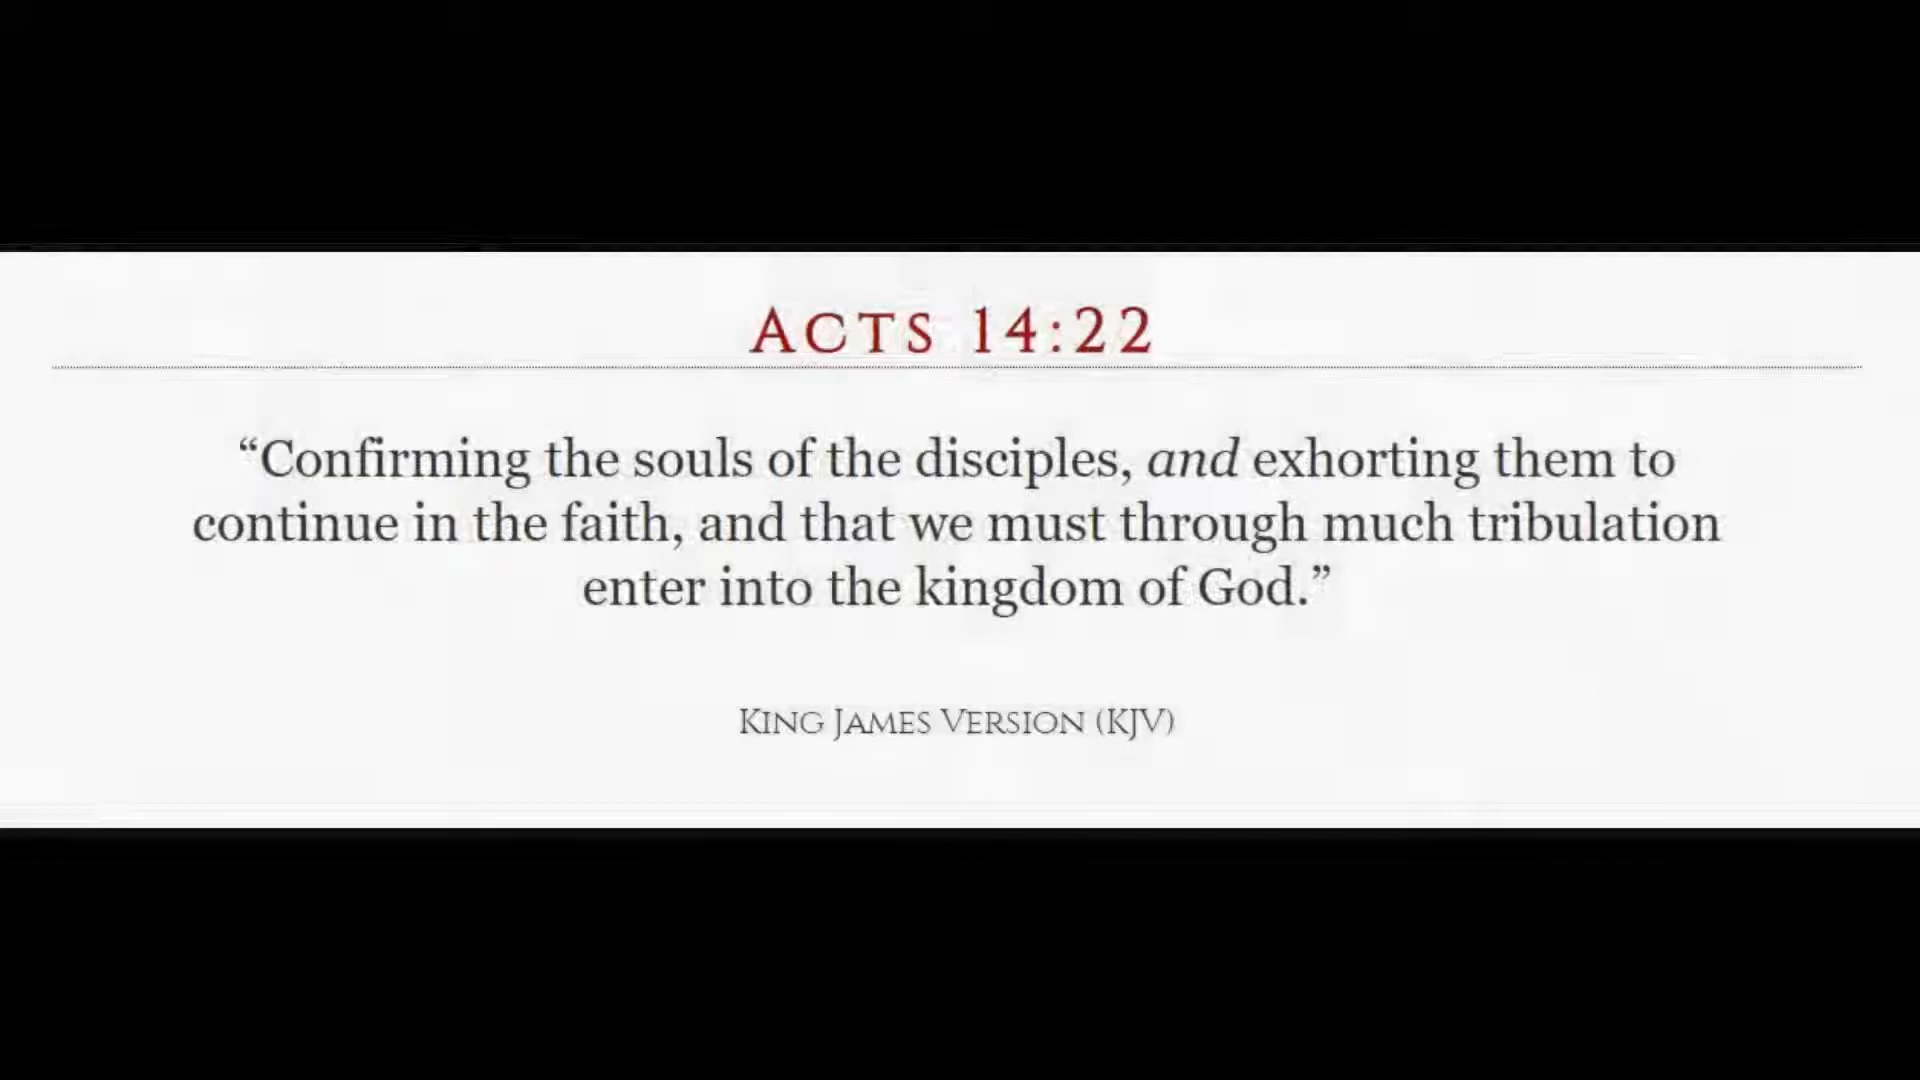 Acts 14:22
“Confirming the souls of the disciples, and exhorting them to
continue in the faith, and that we must through much tribulation
enter into the kingdom of God.”
King James Version (KJV)